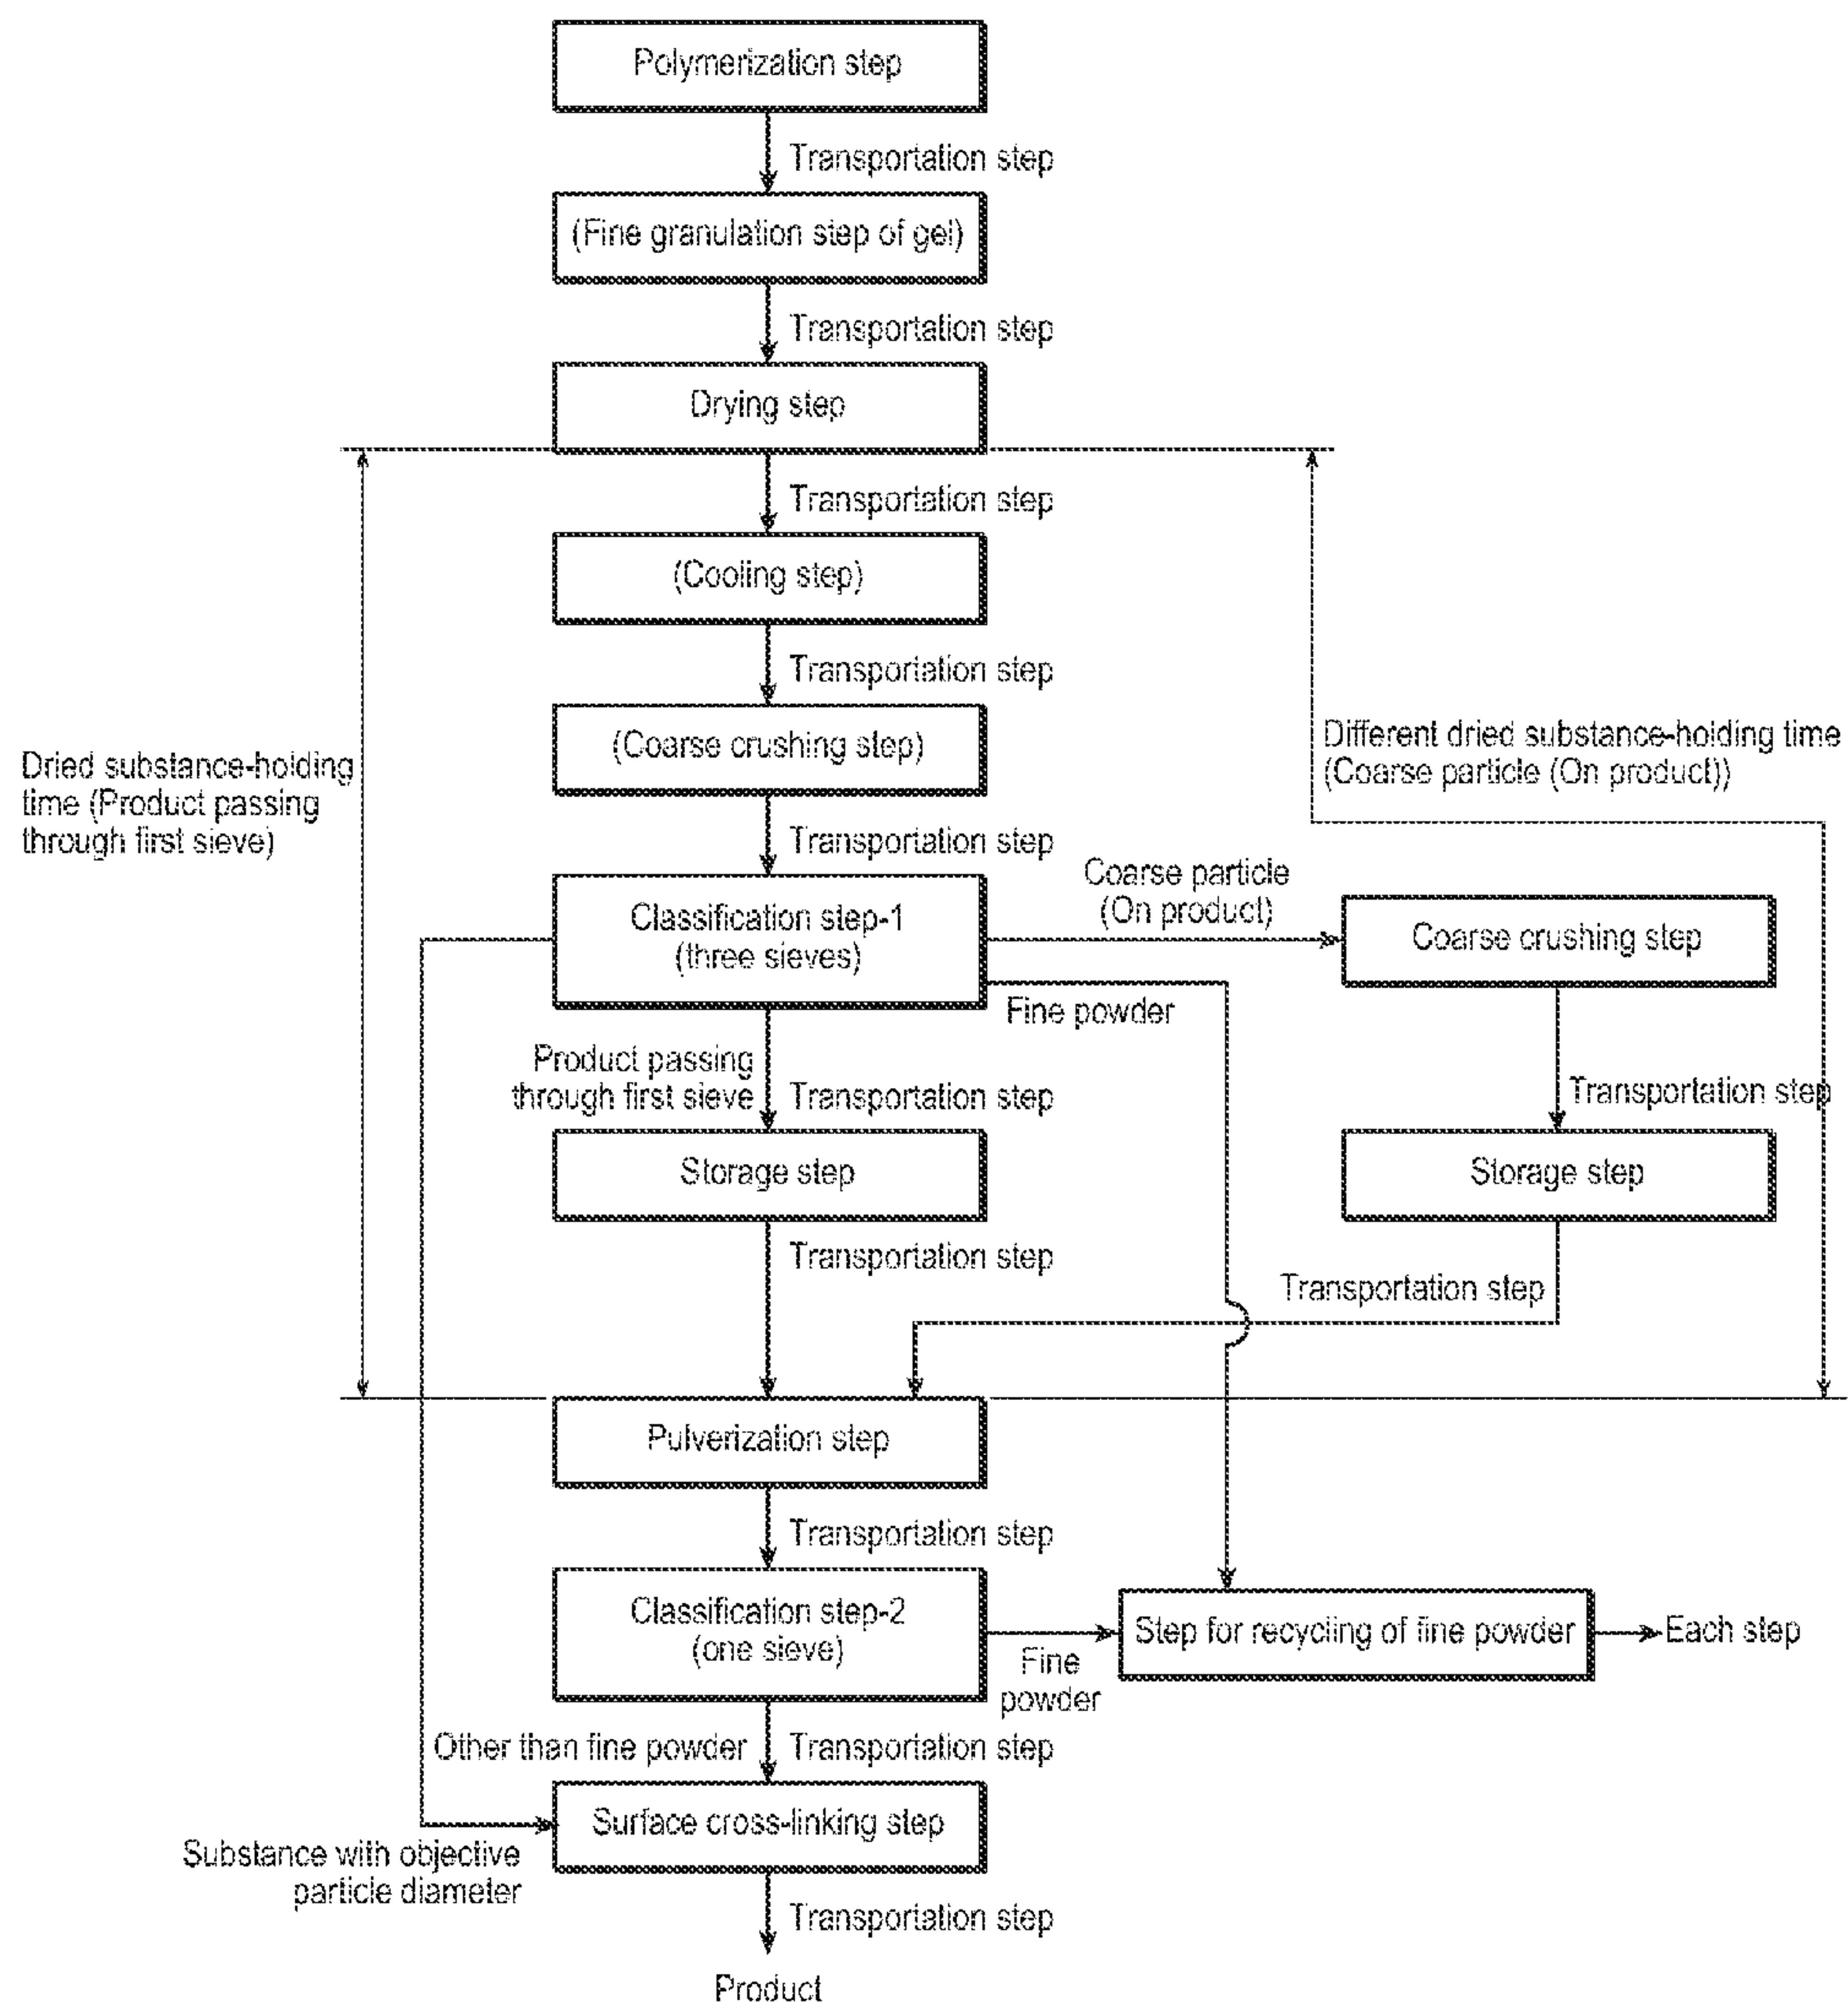 Polymerization step
Transportation step
(Fine granulation step of gel)
Transportation step
Drying step
Transportation step
(Cooling step)
Transportation step
(Coarse crushing step)
Different dried substance-holding time
(Coarse particle (On product))
Dried substance-holding
time (Product passing
through first sieve)
Transportation step
Coarse particle
(On product)
Classification step-1
(three sieves)
Coarse crushing step
Fine powder
Product passing
through first sieve
Transportation step
Transportation step
Storage step
Storage step
Transportation step
Transportation step
Pulverization step
Transportation step
Classification step-2
(one sieve)
Step for recycling of fine powder
Each step
Fine
powder
Other than fine powder
Transportation step
Surface cross-linking step
Substance with objective
particle diameter
Transportation step
Product